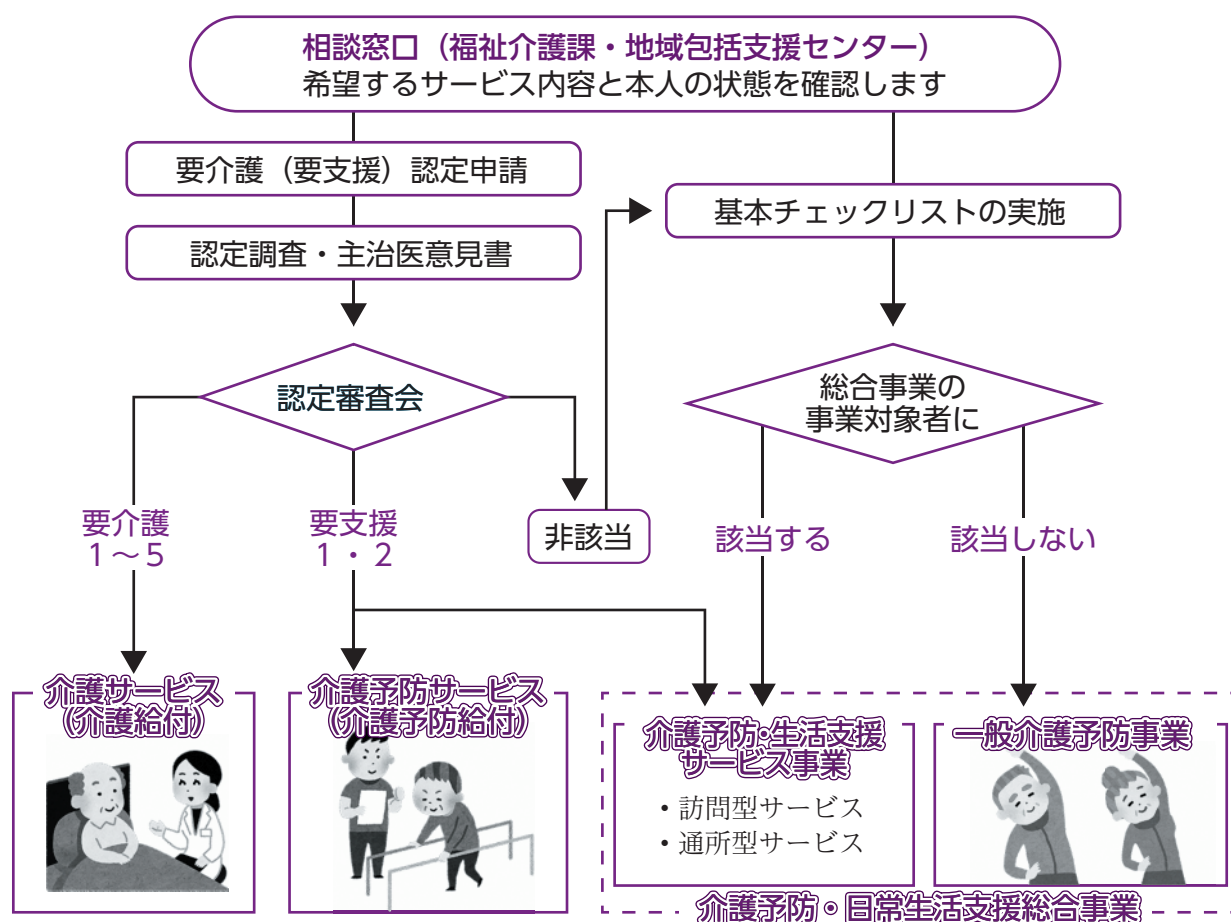 相談窓口（福祉介護課・地域包括支援センター）
希望するサービス内容と本人の状態を確認します
要介護（要支援）認定申請
認定調査・主治医意見書
基本チェックリストの実施
認定審査会
総合事業の
事業対象者に
要介護
1～5
要支援
1・2
非該当
該当する
該当しない
介護サービス
（介護給付）
介護予防サービス
（介護予防給付）
介護予防・生活支援
サービス事業
・訪問型サービス
・通所型サービス
一般介護予防事業
介護予防・日常生活支援総合事業